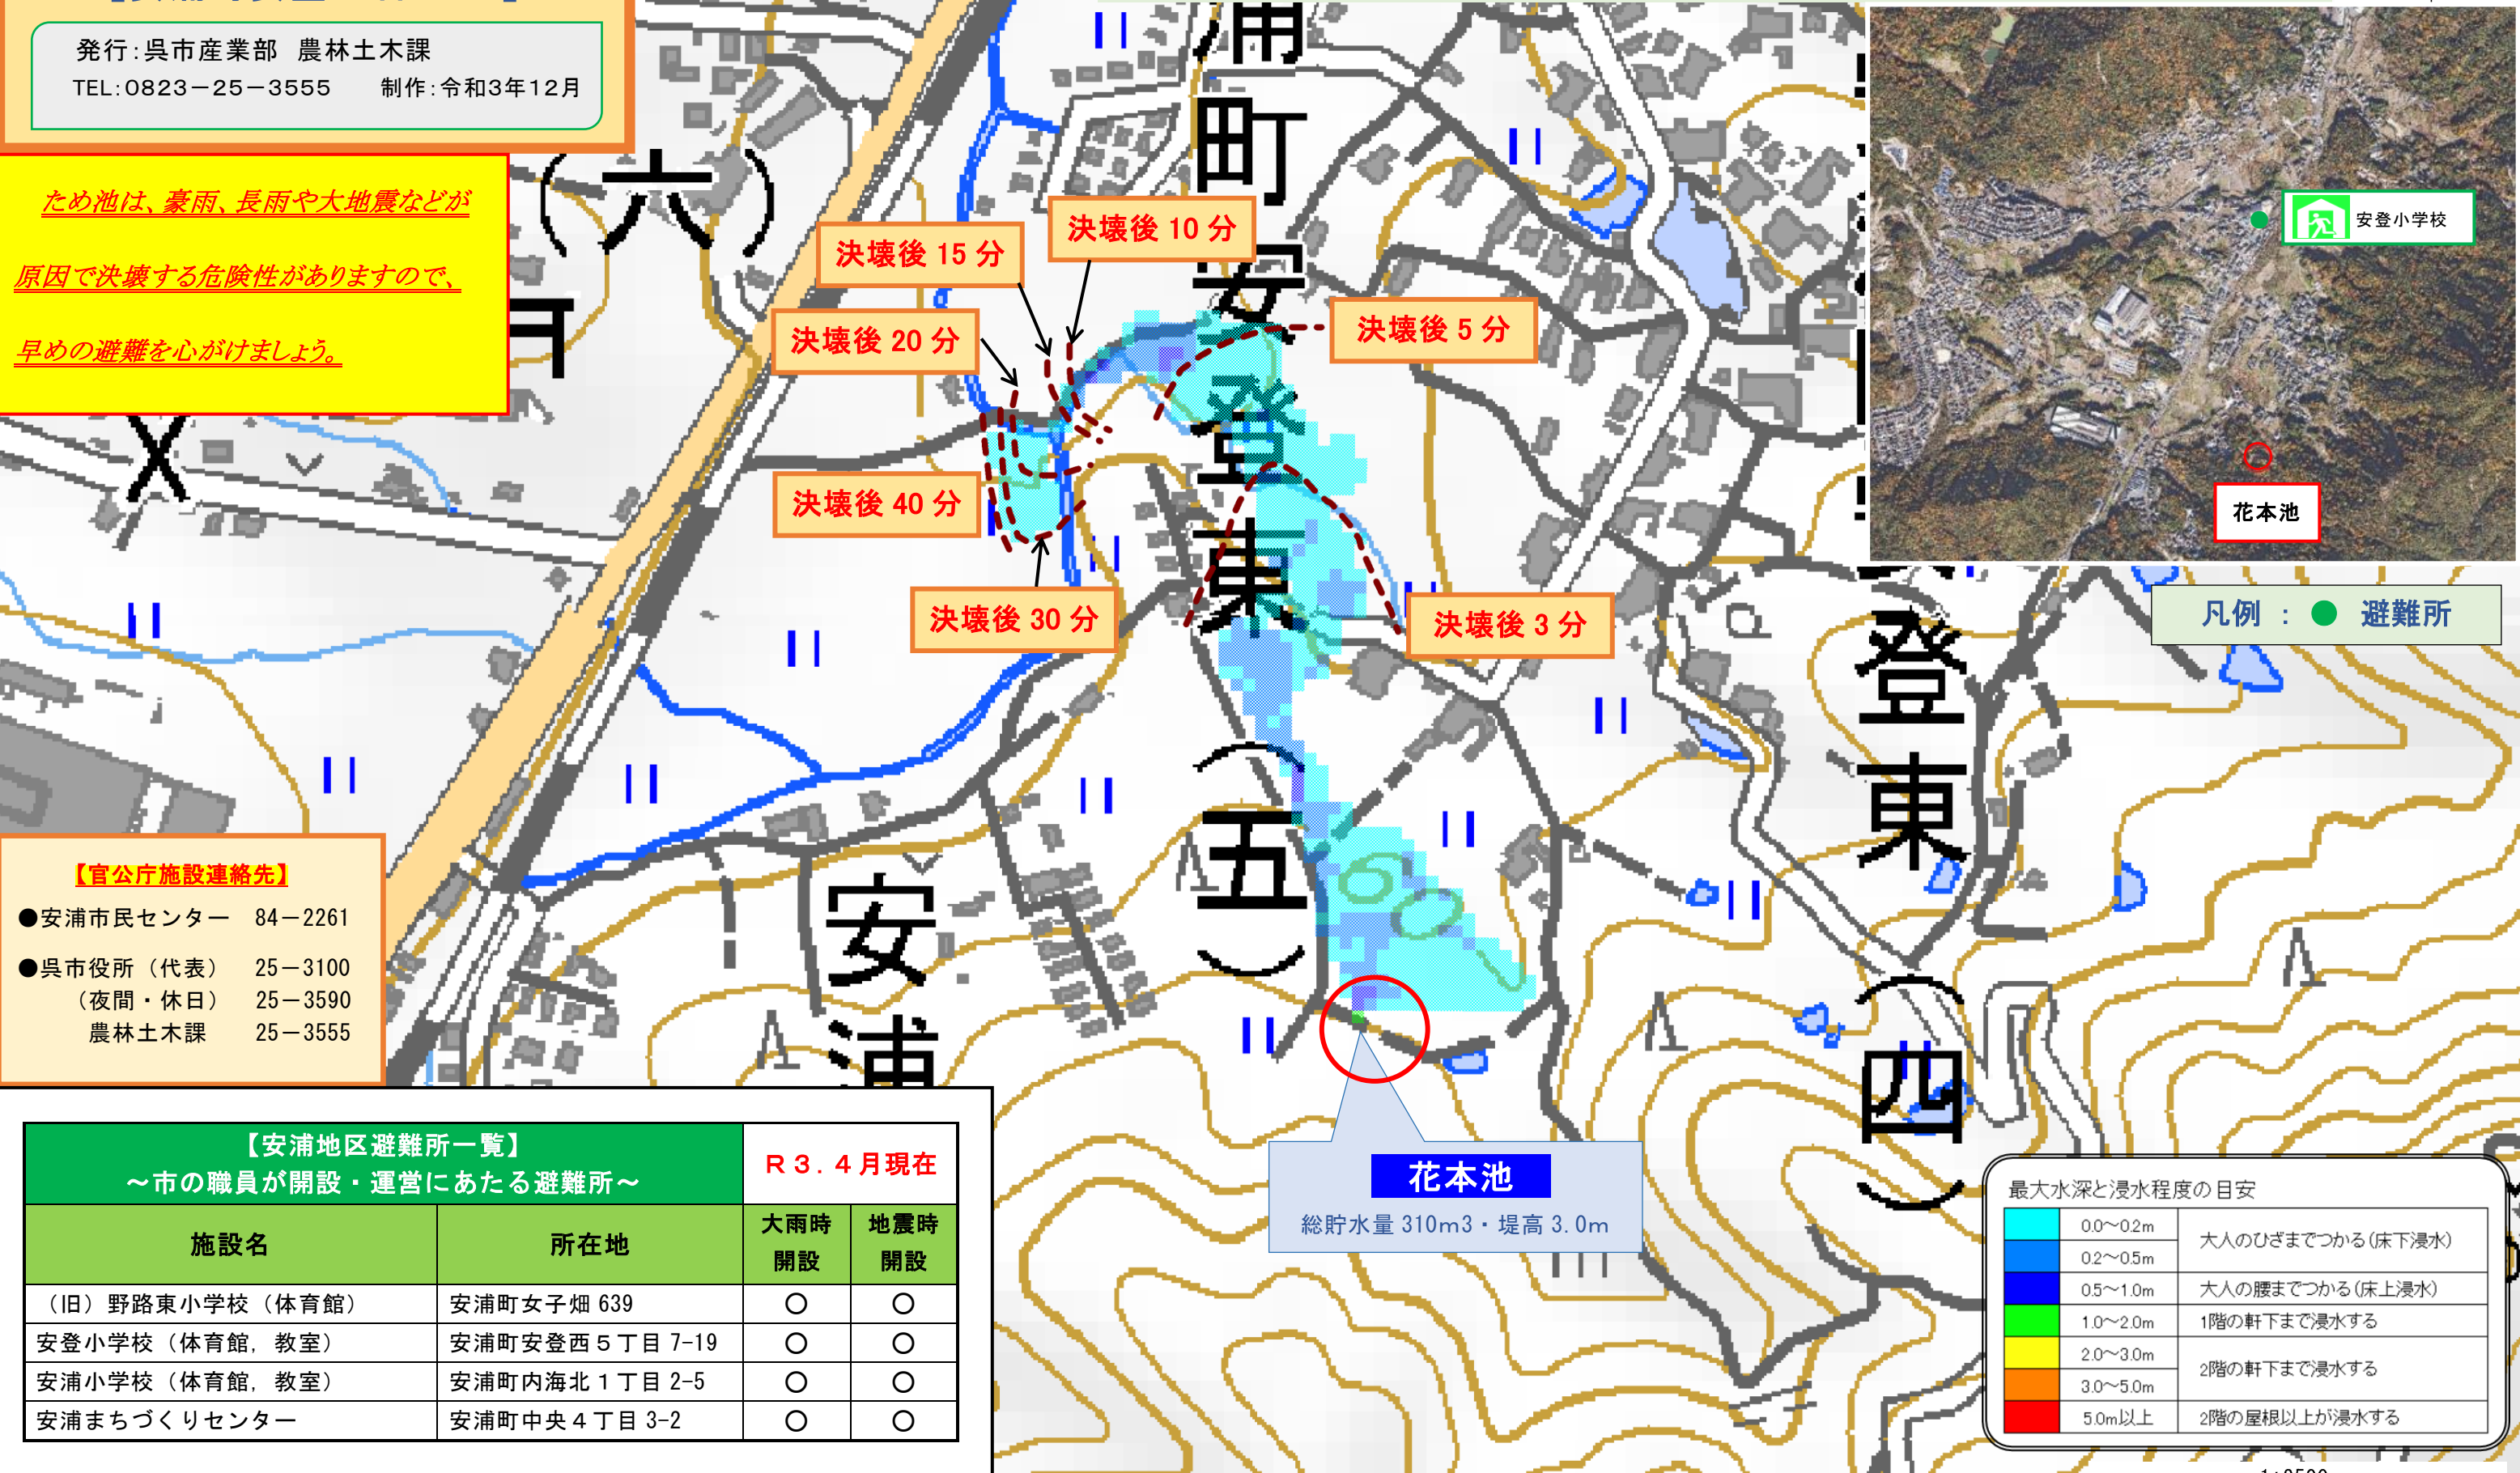 発行:呉市産業部 農林土木課
TEL:0823-25-3555 制作:令和3年12月
ため池は、豪雨、長雨や大地震などが
原因で決壊する危険性がありますので、
早めの避難を心がけましょう。
(六)
浦町安登東(五)
決壊後 15 分
決壊後 10 分
決壊後 20 分
決壊後 5 分
決壊後 40 分
決壊後 30 分
決壊後 3 分
安登小学校
花本池
凡例 : ● 避難所
登東(四)
安浦
60
【官公庁施設連絡先】
●安浦市民センター 84-2261
●呉市役所(代表) 25-3100
(夜間・休日) 25-3590
農林土木課 25-3555
花本池
総貯水量 310m3・堤高 3.0m
【安浦地区避難所一覧】
~市の職員が開設・運営にあたる避難所~
R3.4月現在
施設名 所在地 大雨時開設 地震時開設
(旧)野路東小学校(体育館) 安浦町女子畑 639 ○ ○
安登小学校(体育館, 教室) 安浦町安登西5丁目 7-19 ○ ○
安浦小学校(体育館, 教室) 安浦町内海北1丁目 2-5 ○ ○
安浦まちづくりセンター 安浦町中央4丁目 3-2 ○ ○
最大水深と浸水程度の目安
0.0~0.2m 大人のひざまでつかる(床下浸水)
0.2~0.5m
0.5~1.0m 大人の腰までつかる(床上浸水)
1.0~2.0m 1階の軒下まで浸水する
2.0~3.0m 2階の軒下まで浸水する
3.0~5.0m
5.0m以上 2階の屋根以上が浸水する